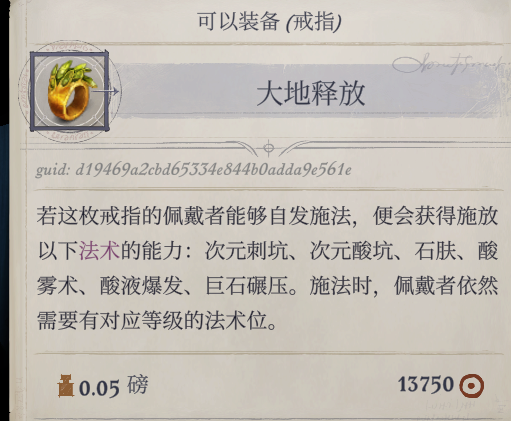 可以装备 (戒指)
大地释放
guid: d19469a2cbd65334e844b0adda9e561e
若这枚戒指的佩戴者能够自发施法，便会获得施放
以下法术的能力：次元刺坑、次元酸坑、石肤、酸
雾术、酸液爆发、巨石碾压。施法时，佩戴者依然
需要有对应等级的法术位。
0.05 磅
13750